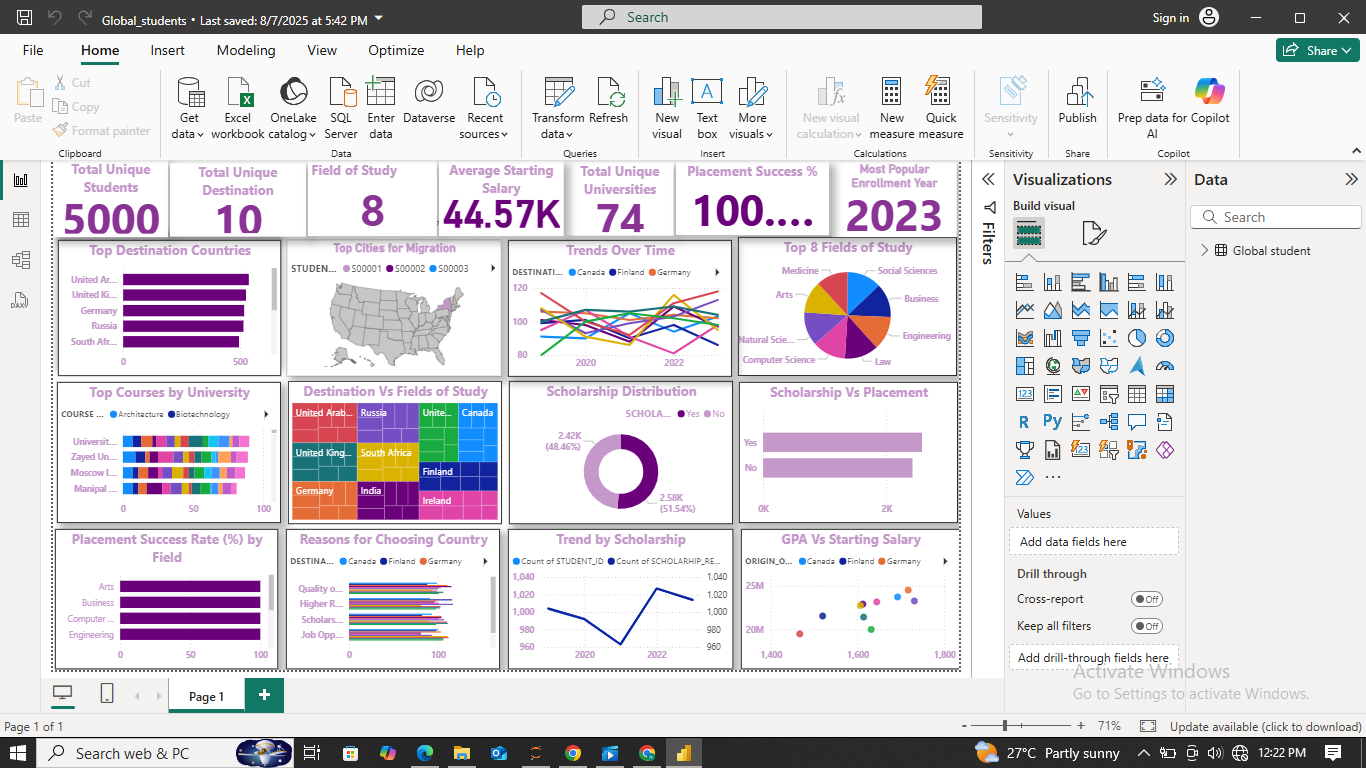 Global_students • Last saved: 8/7/2025 at 5:42 PM
Search
Sign in
File Home Insert Modeling View Optimize Help
Share
Paste
Cut
Copy
Format painter
Clipboard
Get data
Excel workbook
OneLake catalog
SQL Server
Enter data
Dataverse
Recent sources
Data
Transform data
Refresh
Queries
New visual
Text box
More visuals
Insert
New visual calculation
New measure
Quick measure
Calculations
Sensitivity
Sensitivity
Publish
Share
Prep data for AI
Copilot
Copilot
Total Unique Students
5000
Total Unique Destination
10
Field of Study
8
Average Starting Salary
44.57K
Total Unique Universities
74
Placement Success %
100....
Most Popular Enrollment Year
2023
Top Destination Countries
United Ar...
United Ki...
Germany
Russia
South Afr...
0 500
Top Cities for Migration
STUDEN... S00001 S00002 S00003
Trends Over Time
DESTINATI... Canada Finland Germany
120
100
80
2020 2022
Top 8 Fields of Study
Medicine
Social Sciences
Arts
Business
Natural Scie...
Engineering
Computer Science
Law
Top Courses by University
COURSE ... Architecture Biotechnology
Universit...
Zayed Un...
Moscow I...
Manipal ...
0 50 100
Destination Vs Fields of Study
United Arab...
Russia
Unite...
Canada
United King...
South Africa
Finland
Germany
India
Ireland
Scholarship Distribution
SCHOLA... Yes No
2.42K
(48.46%)
2.58K
(51.54%)
Scholarship Vs Placement
Yes
No
0K 2K
Placement Success Rate (%) by Field
Arts
Business
Computer ...
Engineering
0 50 100
Reasons for Choosing Country
DESTINA... Canada Finland Germany
Quality o...
Higher R...
Scholars...
Job Opp...
0 100
Trend by Scholarship
Count of STUDENT_ID Count of SCHOLARHIP_RE...
1,040 1,040
1,020 1,020
1,000 1,000
980 980
960 960
2020 2022
GPA Vs Starting Salary
ORIGIN_O... Canada Finland Germany
25M
20M
1,400 1,600 1,800
Filters
Visualizations
Build visual
Values
Add data fields here
Drill through
Cross-report Off
Keep all filters Off
Add drill-through fields here
Data
Search
Global student
Activate Windows
Go to Settings to activate Windows.
Page 1
Page 1 of 1
71%
Update available (click to download)
Search web & PC
27°C Partly sunny
12:22 PM